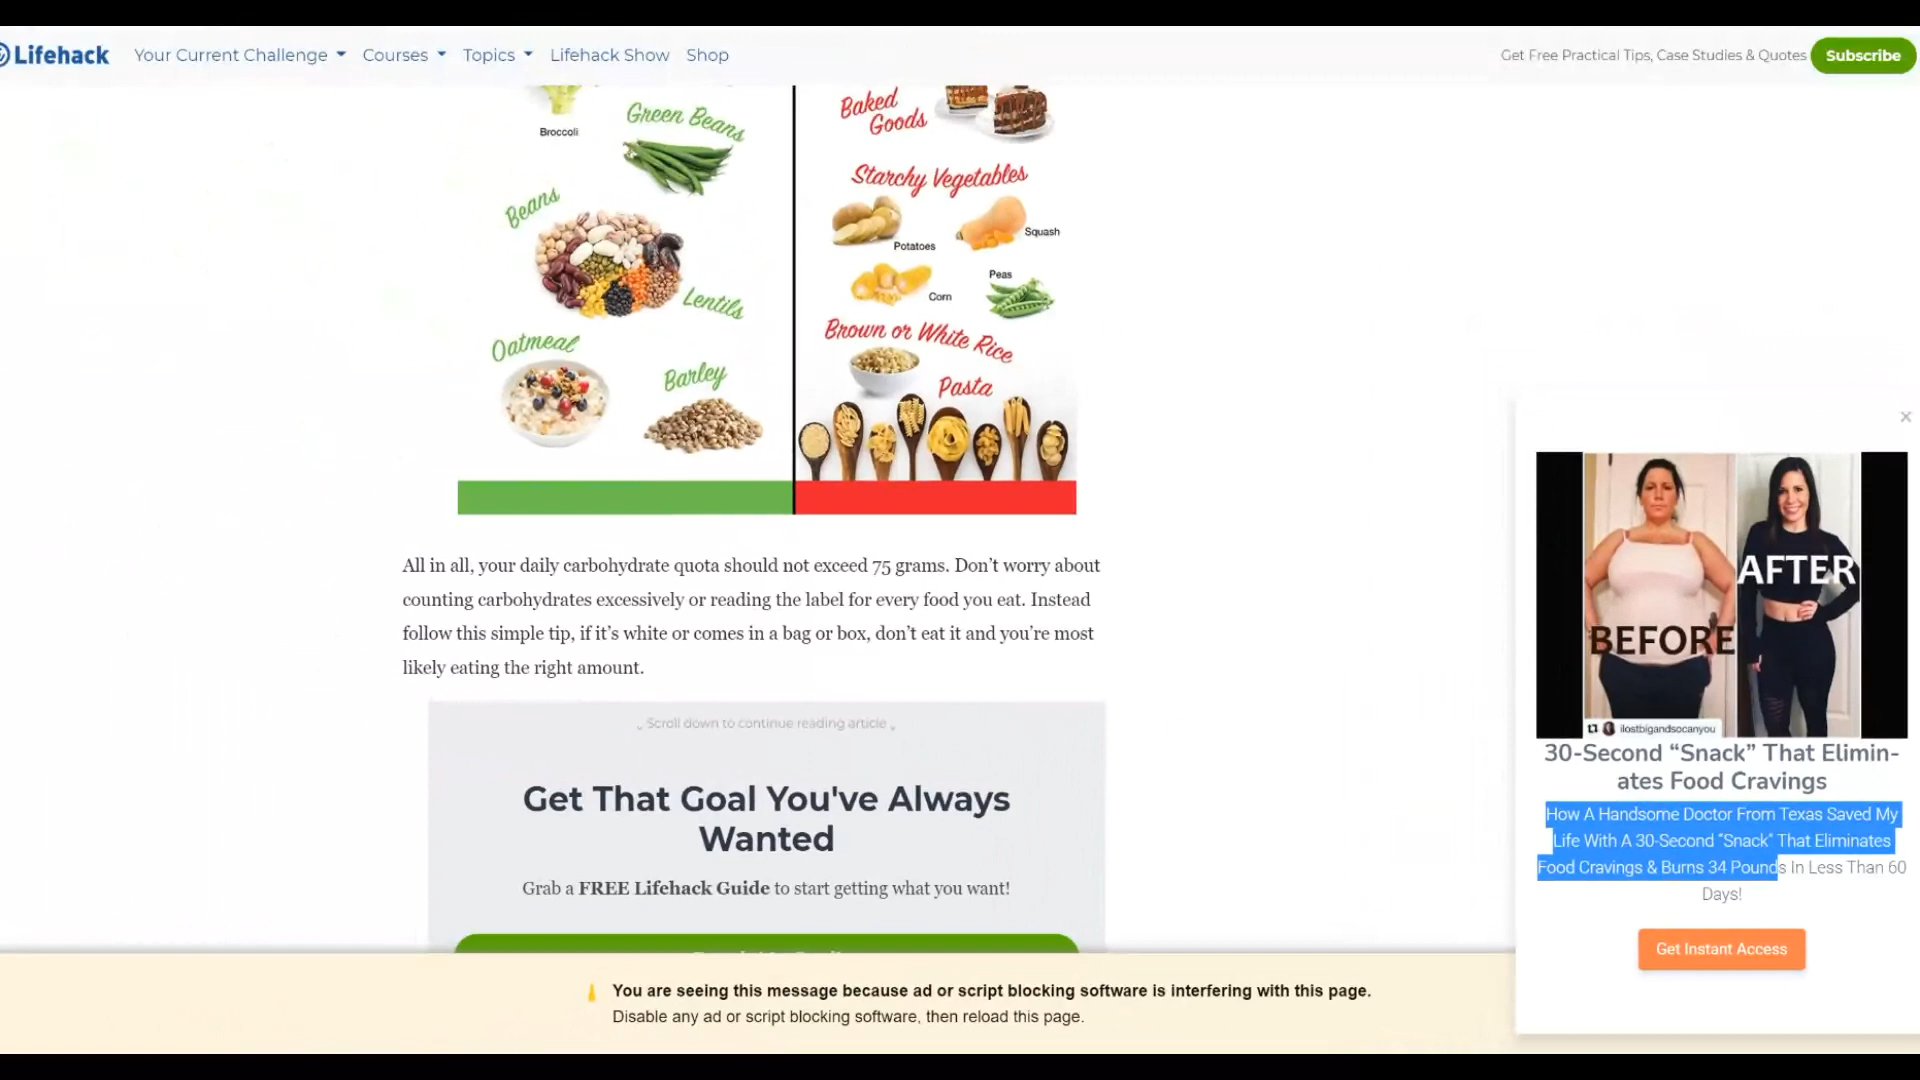 Lifehack
Your Current Challenge
Courses
Topics
Lifehack Show
Shop
Get Free Practical Tips, Case Studies & Quotes
Subscribe
Broccoli
Green Beans
Beans
Lentils
Oatmeal
Barley
Baked
Goods
Starchy Vegetables
Potatoes
Squash
Corn
Peas
Brown or White Rice
Pasta
All in all, your daily carbohydrate quota should not exceed 75 grams. Don’t worry about
counting carbohydrates excessively or reading the label for every food you eat. Instead
follow this simple tip, if it’s white or comes in a bag or box, don’t eat it and you’re most
likely eating the right amount.
Scroll down to continue reading article
Get That Goal You've Always
Wanted
Grab a FREE Lifehack Guide to start getting what you want!
BEFORE
AFTER
ilostbigandsocanyou
30-Second “Snack” That Elimin-
ates Food Cravings
How A Handsome Doctor From Texas Saved My
Life With A 30-Second “Snack” That Eliminates
Food Cravings & Burns 34 Pounds In Less Than 60
Days!
Get Instant Access
You are seeing this message because ad or script blocking software is interfering with this page.
Disable any ad or script blocking software, then reload this page.